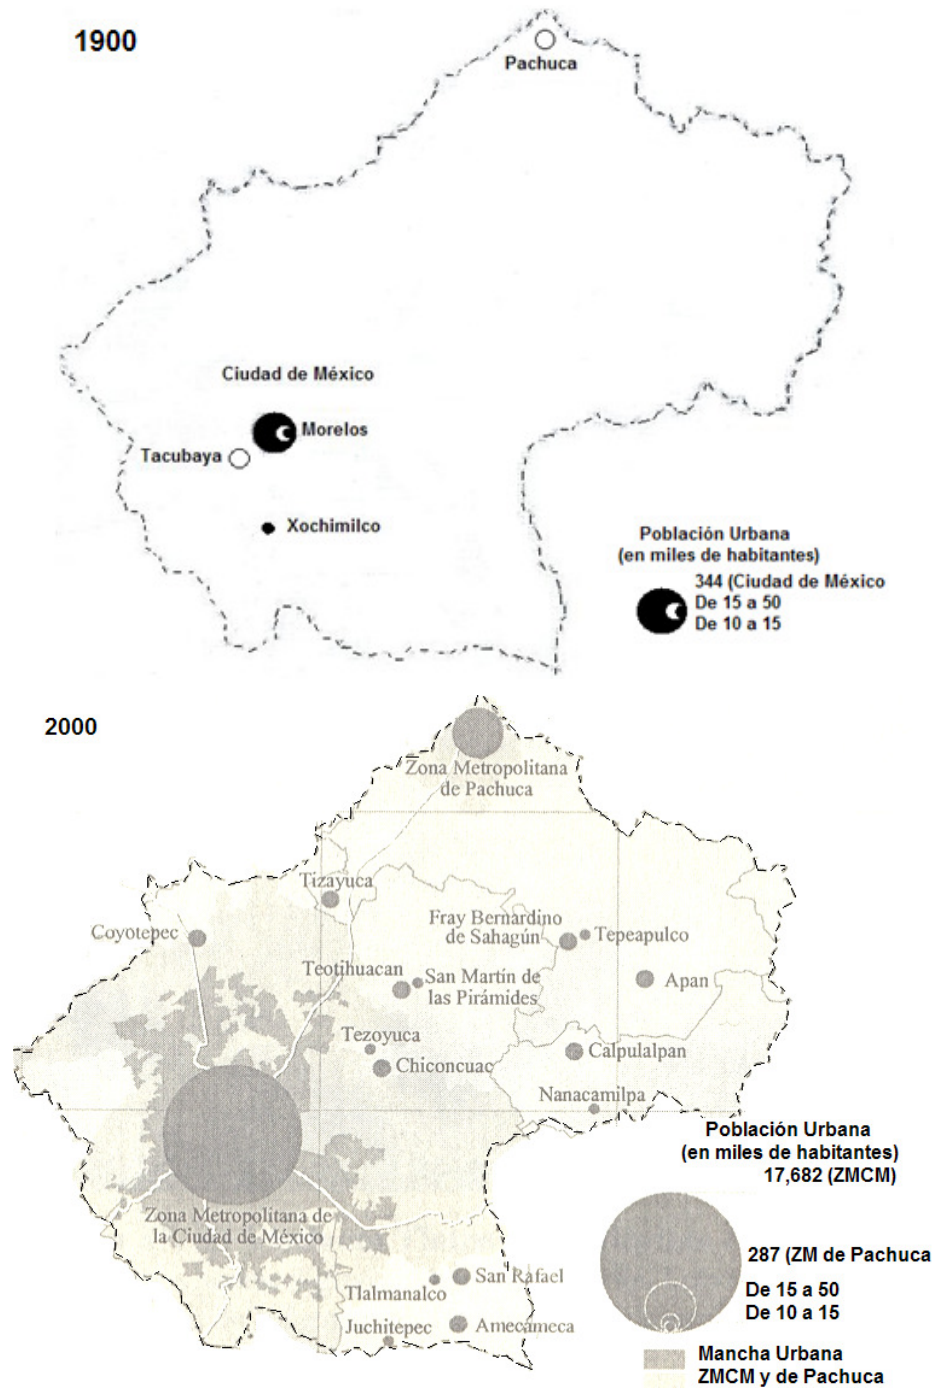 1900
Pachuca
Ciudad de México
Morelos
Tacubaya
Xochimilco
Población Urbana
(en miles de habitantes)
344 (Ciudad de México
De 15 a 50
De 10 a 15
2000
Zona Metropolitana
de Pachuca
Tizayuca
Coyotepec
Fray Bernardino
de Sahagún
Tepeapulco
Teotihuacan
San Martín de
las Pirámides
Apan
Tezoyuca
Chiconcuac
Calpulalpan
Nanacamilpa
Población Urbana
(en miles de habitantes)
17,682 (ZMCM)
Zona Metropolitana de
la Ciudad de México
287 (ZM de Pachuca
De 15 a 50
De 10 a 15
San Rafael
Tlalmanalco
Juchitepec
Amecameca
Mancha Urbana
ZMCM y de Pachuca